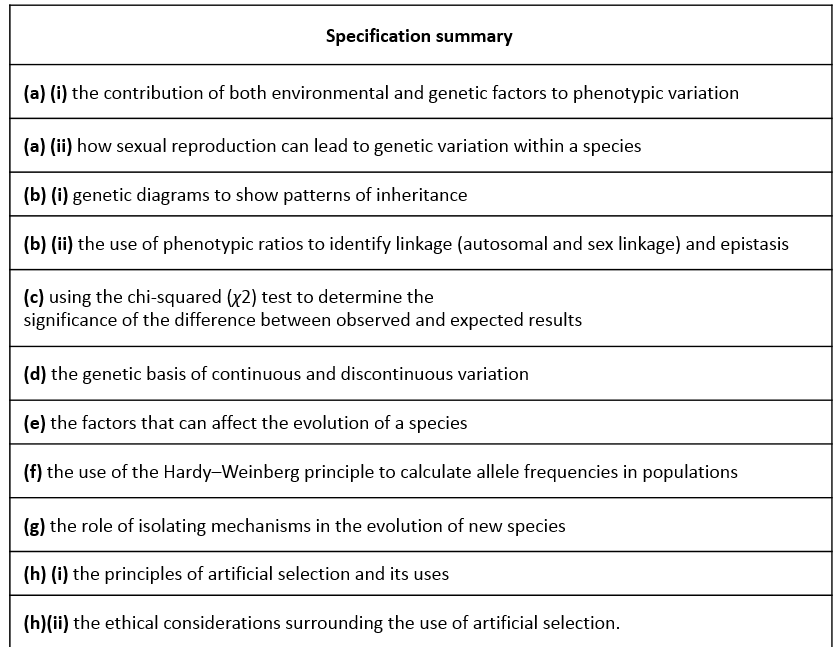 Specification summary
(a) (i) the contribution of both environmental and genetic factors to phenotypic variation
(a) (ii) how sexual reproduction can lead to genetic variation within a species
(b) (i) genetic diagrams to show patterns of inheritance
(b) (ii) the use of phenotypic ratios to identify linkage (autosomal and sex linkage) and epistasis
(c) using the chi-squared (χ2) test to determine the
significance of the difference between observed and expected results
(d) the genetic basis of continuous and discontinuous variation
(e) the factors that can affect the evolution of a species
(f) the use of the Hardy–Weinberg principle to calculate allele frequencies in populations
(g) the role of isolating mechanisms in the evolution of new species
(h) (i) the principles of artificial selection and its uses
(h)(ii) the ethical considerations surrounding the use of artificial selection.